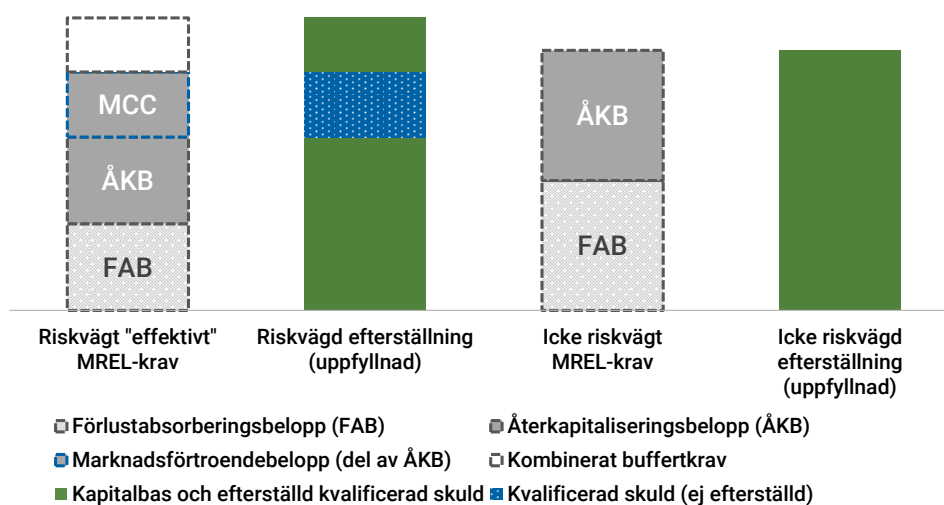 MCC
ÅKB
FAB
ÅKB
FAB
Riskvägt "effektivt"
MREL-krav
Riskvägd efterställning
(uppfyllnad)
Icke riskvägt
MREL-krav
Icke riskvägd
efterställning
(uppfyllnad)
Förlustabsorberingsbelopp (FAB)
Återkapitaliseringsbelopp (ÅKB)
Marknadsförtroendebelopp (del av ÅKB)
Kombinerat buffertkrav
Kapitalbas och efterställd kvalificerad skuld
Kvalificerad skuld (ej efterställd)